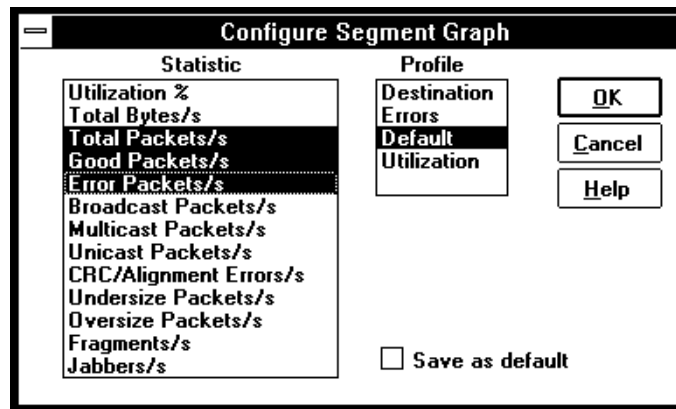 Configure Segment Graph
Statistic
Utilization %
Total Bytes/s
Total Packets/s
Good Packets/s
Error Packets/s
Broadcast Packets/s
Multicast Packets/s
Unicast Packets/s
CRC/Alignment Errors/s
Undersize Packets/s
Oversize Packets/s
Fragments/s
Jabbers/s
Profile
Destination
Errors
Default
Utilization
OK
Cancel
Help
Save as default